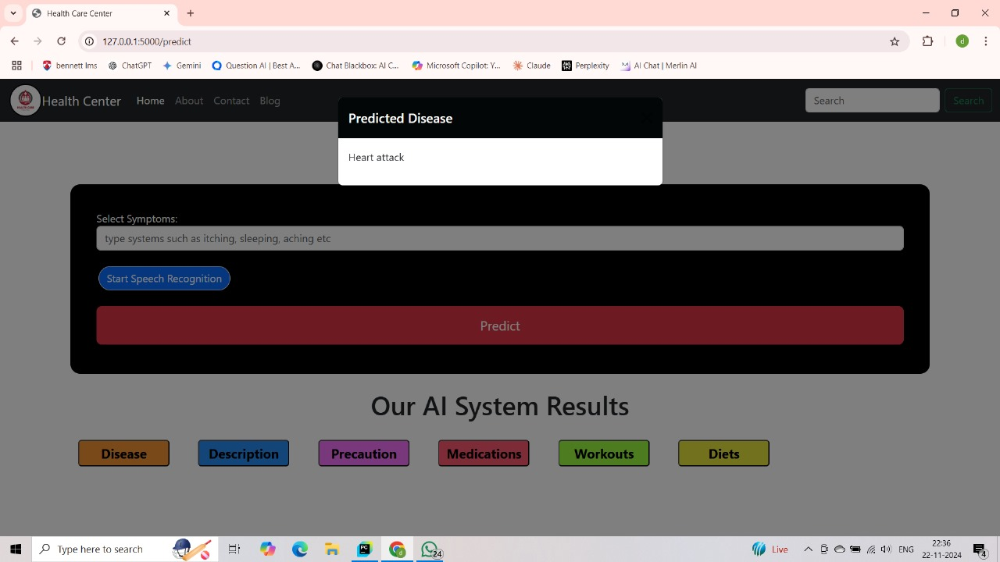 Health Center
127.0.0.1:5000/predict
bennett lms ChatGPT Gemini Question AI | Best A... Chat Blackbox: AI C... Microsoft Copilot: Y... Claude Perplexity AI Chat | Merlin AI
Health Center Home About Contact Blog Search Search
Predicted Disease
Heart attack
Select Symptoms:
type systems such as itching, sleeping, aching etc
Start Speech Recognition
Predict
Our AI System Results
Disease Description Precaution Medications Workouts Diets
Type here to search PC 24 Live ENG 22:36
22-11-2024 4